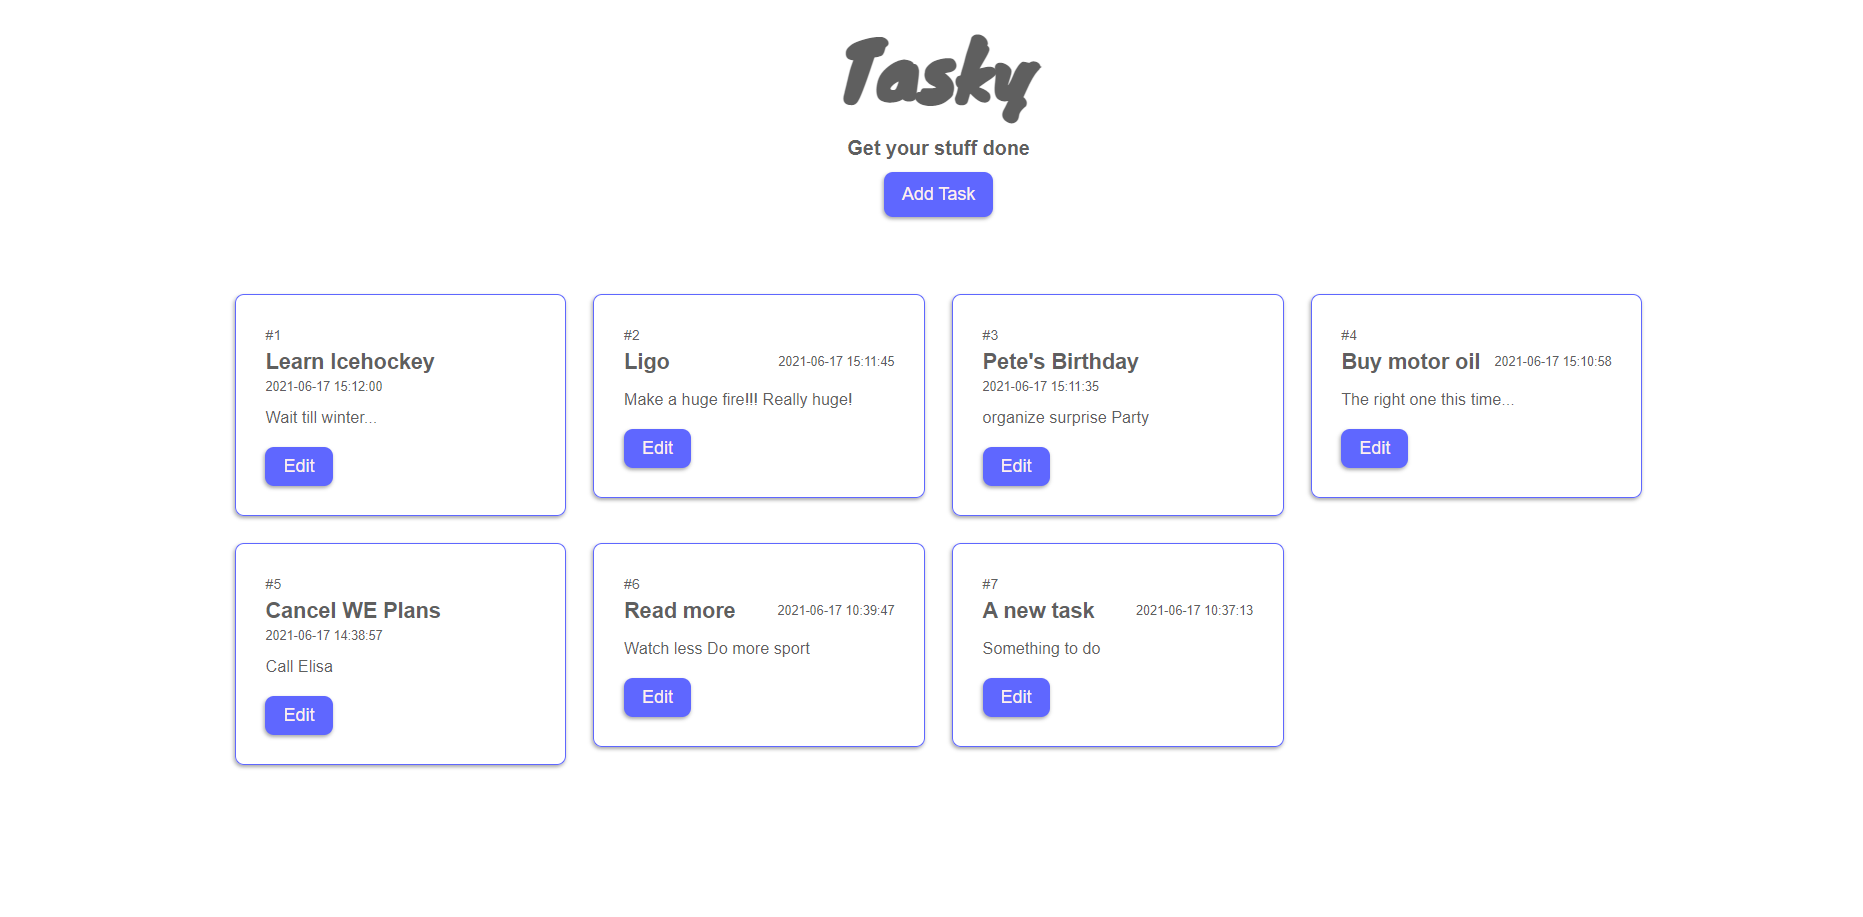 Tasky
Get your stuff done
Add Task
#1
Learn Icehockey
2021-06-17 15:12:00
Wait till winter...
Edit
#2
Ligo 2021-06-17 15:11:45
Make a huge fire!!! Really huge!
Edit
#3
Pete's Birthday
2021-06-17 15:11:35
organize surprise Party
Edit
#4
Buy motor oil 2021-06-17 15:10:58
The right one this time...
Edit
#5
Cancel WE Plans
2021-06-17 14:38:57
Call Elisa
Edit
#6
Read more 2021-06-17 10:39:47
Watch less Do more sport
Edit
#7
A new task 2021-06-17 10:37:13
Something to do
Edit